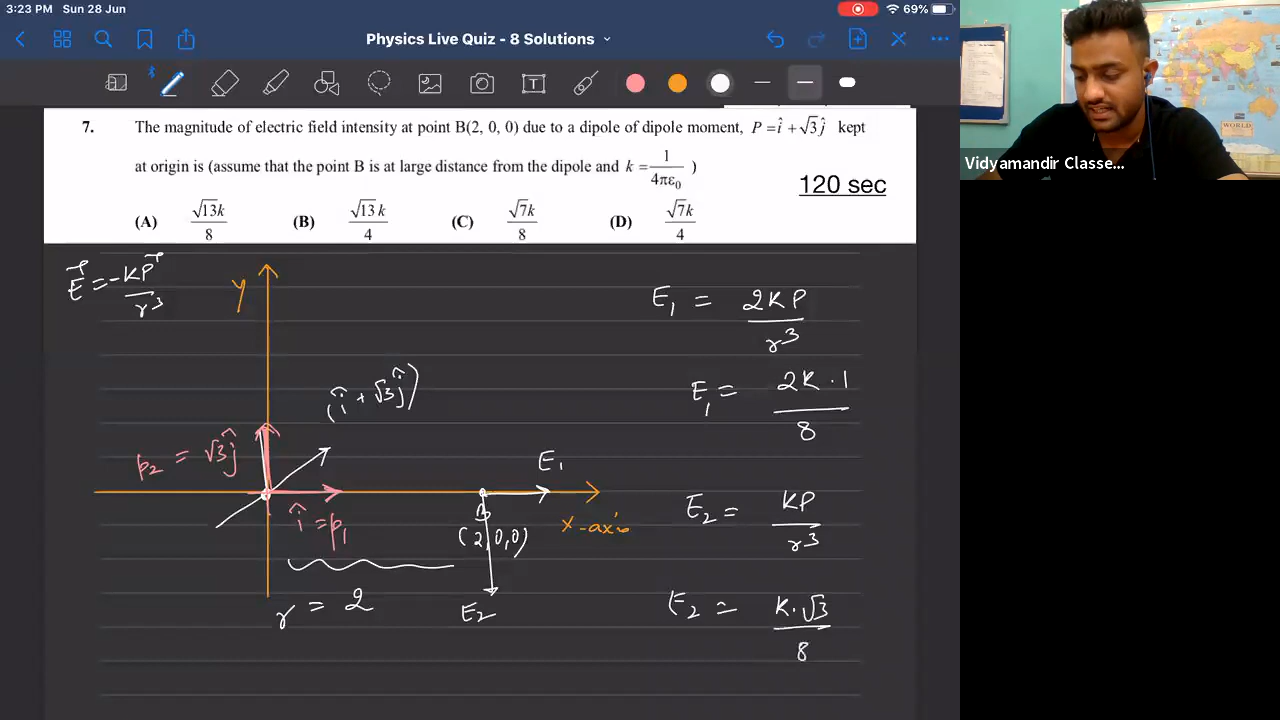 3:23 PM Sun 28 Jun
69%
Physics Live Quiz - 8 Solutions
7. The magnitude of electric field intensity at point B(2, 0, 0) due to a dipole of dipole moment, P = î + √3 ĵ kept
at origin is (assume that the point B is at large distance from the dipole and k = 1/4πε₀ )
120 sec
(A) √13k/8 (B) √13 k/4 (C) √7k/8 (D) √7k/4
E⃗ = -KP⃗/r³
y
E₁ = 2KP/r³
(î + √3ĵ)
E₁ = 2K · 1/8
p₂ = √3ĵ
E₁
î = p₁
(2,0,0)
x-axis
E₂ = KP/r³
r = 2
E₂
E₂ = K·√3/8
Vidyamandir Classe...
WORLD